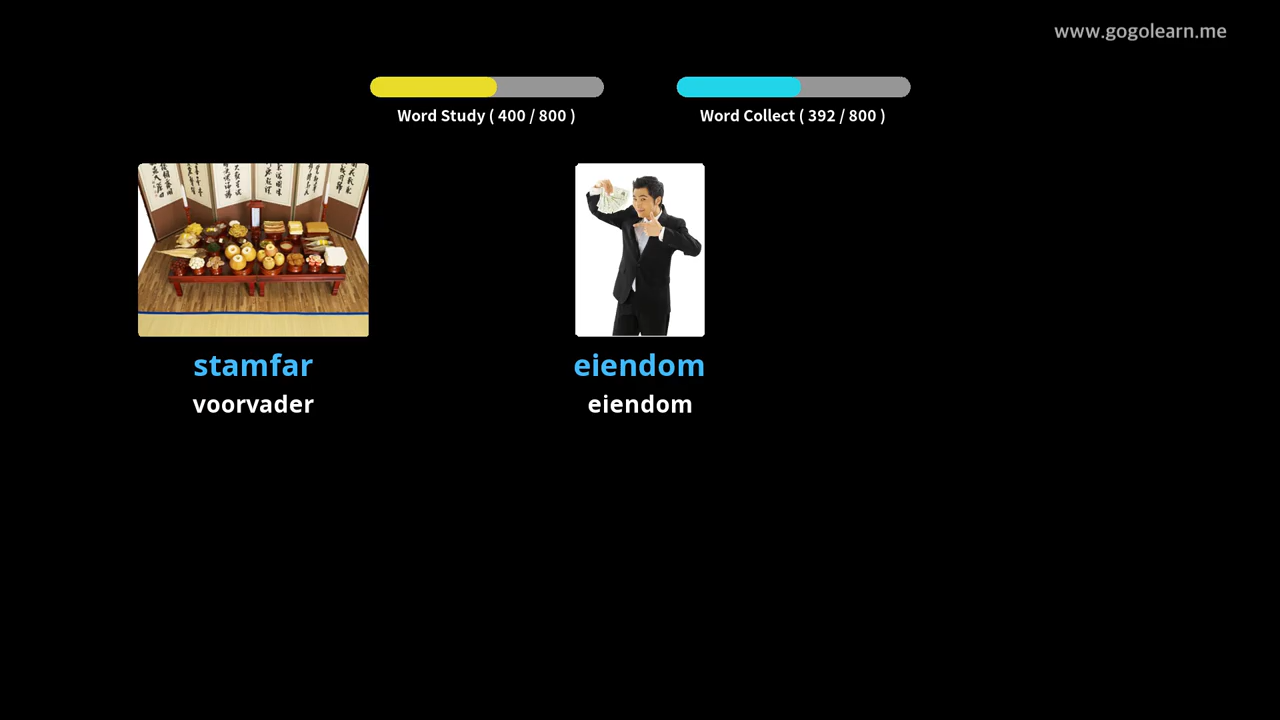 www.gogolearn.me
Word Study ( 400 / 800 )
Word Collect ( 392 / 800 )
stamfar
voorvader
eiendom
eiendom